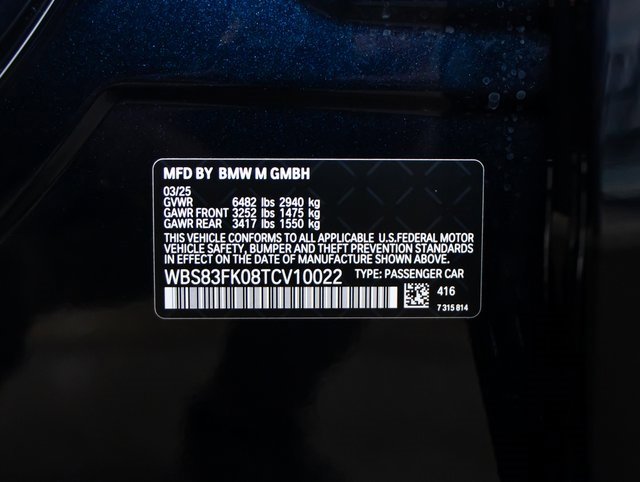 MFD BY BMW M GMBH
03/25
GVWR 6482 lbs 2940 kg
GAWR FRONT 3252 lbs 1475 kg
GAWR REAR 3417 lbs 1550 kg
THIS VEHICLE CONFORMS TO ALL APPLICABLE U.S.FEDERAL MOTOR
VEHICLE SAFETY, BUMPER AND THEFT PREVENTION STANDARDS
IN EFFECT ON THE DATE OF MANUFACTURE SHOWN ABOVE.
WBS83FK08TCV10022 TYPE: PASSENGER CAR
416
7 315 814